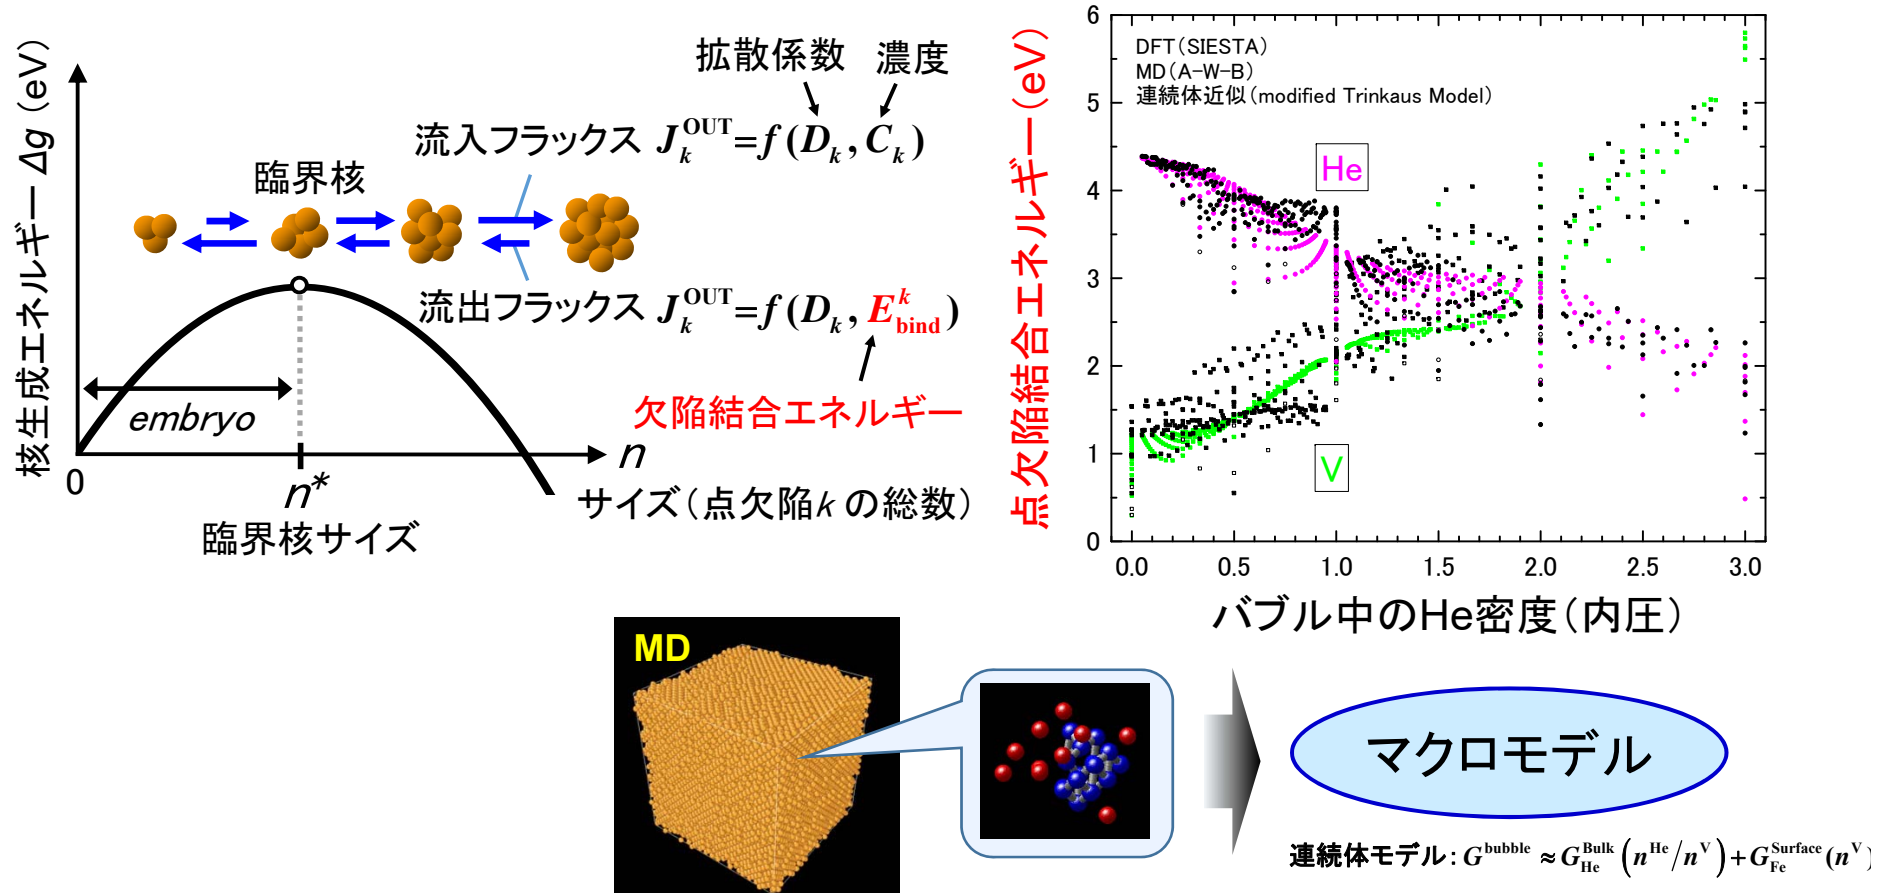 核生成エネルギー Δg (eV)
拡散係数 濃度
流入フラックス J_k^OUT=f(D_k, C_k)
臨界核
流出フラックス J_k^OUT=f(D_k, E_bind^k)
欠陥結合エネルギー
embryo
0
n*
n
臨界核サイズ
サイズ(点欠陥k の総数)
点欠陥結合エネルギー(eV)
6
5
4
3
2
1
0
DFT(SIESTA)
MD(A-W-B)
連続体近似(modified Trinkaus Model)
He
V
0.0 0.5 1.0 1.5 2.0 2.5 3.0
バブル中のHe密度(内圧)
MD
マクロモデル
連続体モデル: G^bubble ≈ G_He^Bulk (n^He/n^V) + G_Fe^Surface (n^V)